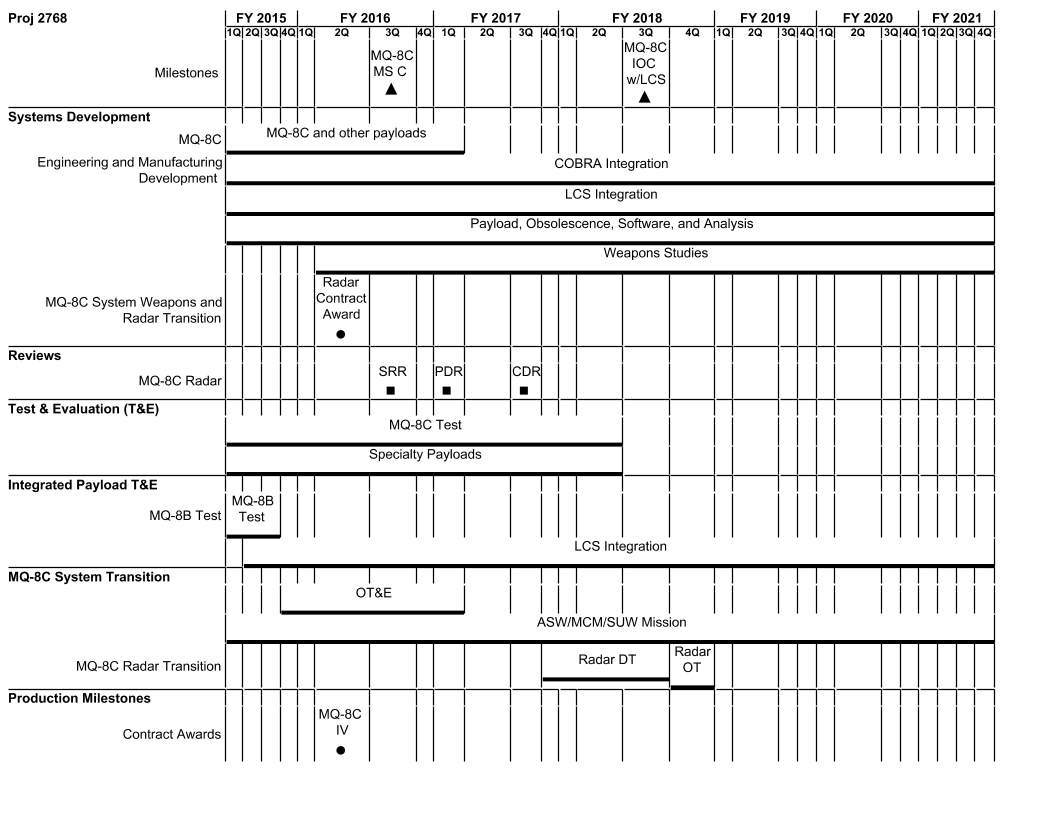 Proj 2768
FY 2015 FY 2016 FY 2017 FY 2018 FY 2019 FY 2020 FY 2021
1Q 2Q 3Q 4Q 1Q 2Q 3Q 4Q 1Q 2Q 3Q 4Q 1Q 2Q 3Q 4Q 1Q 2Q 3Q 4Q 1Q 2Q 3Q 4Q 1Q 2Q 3Q 4Q
Milestones
MQ-8C
MS C
MQ-8C
IOC
w/LCS
Systems Development
MQ-8C
MQ-8C and other payloads
Engineering and Manufacturing
Development
COBRA Integration
LCS Integration
Payload, Obsolescence, Software, and Analysis
Weapons Studies
MQ-8C System Weapons and
Radar Transition
Radar
Contract
Award
Reviews
MQ-8C Radar
SRR PDR CDR
Test & Evaluation (T&E)
MQ-8C Test
Specialty Payloads
Integrated Payload T&E
MQ-8B Test
MQ-8B
Test
LCS Integration
MQ-8C System Transition
OT&E
ASW/MCM/SUW Mission
MQ-8C Radar Transition
Radar DT
Radar
OT
Production Milestones
Contract Awards
MQ-8C
IV